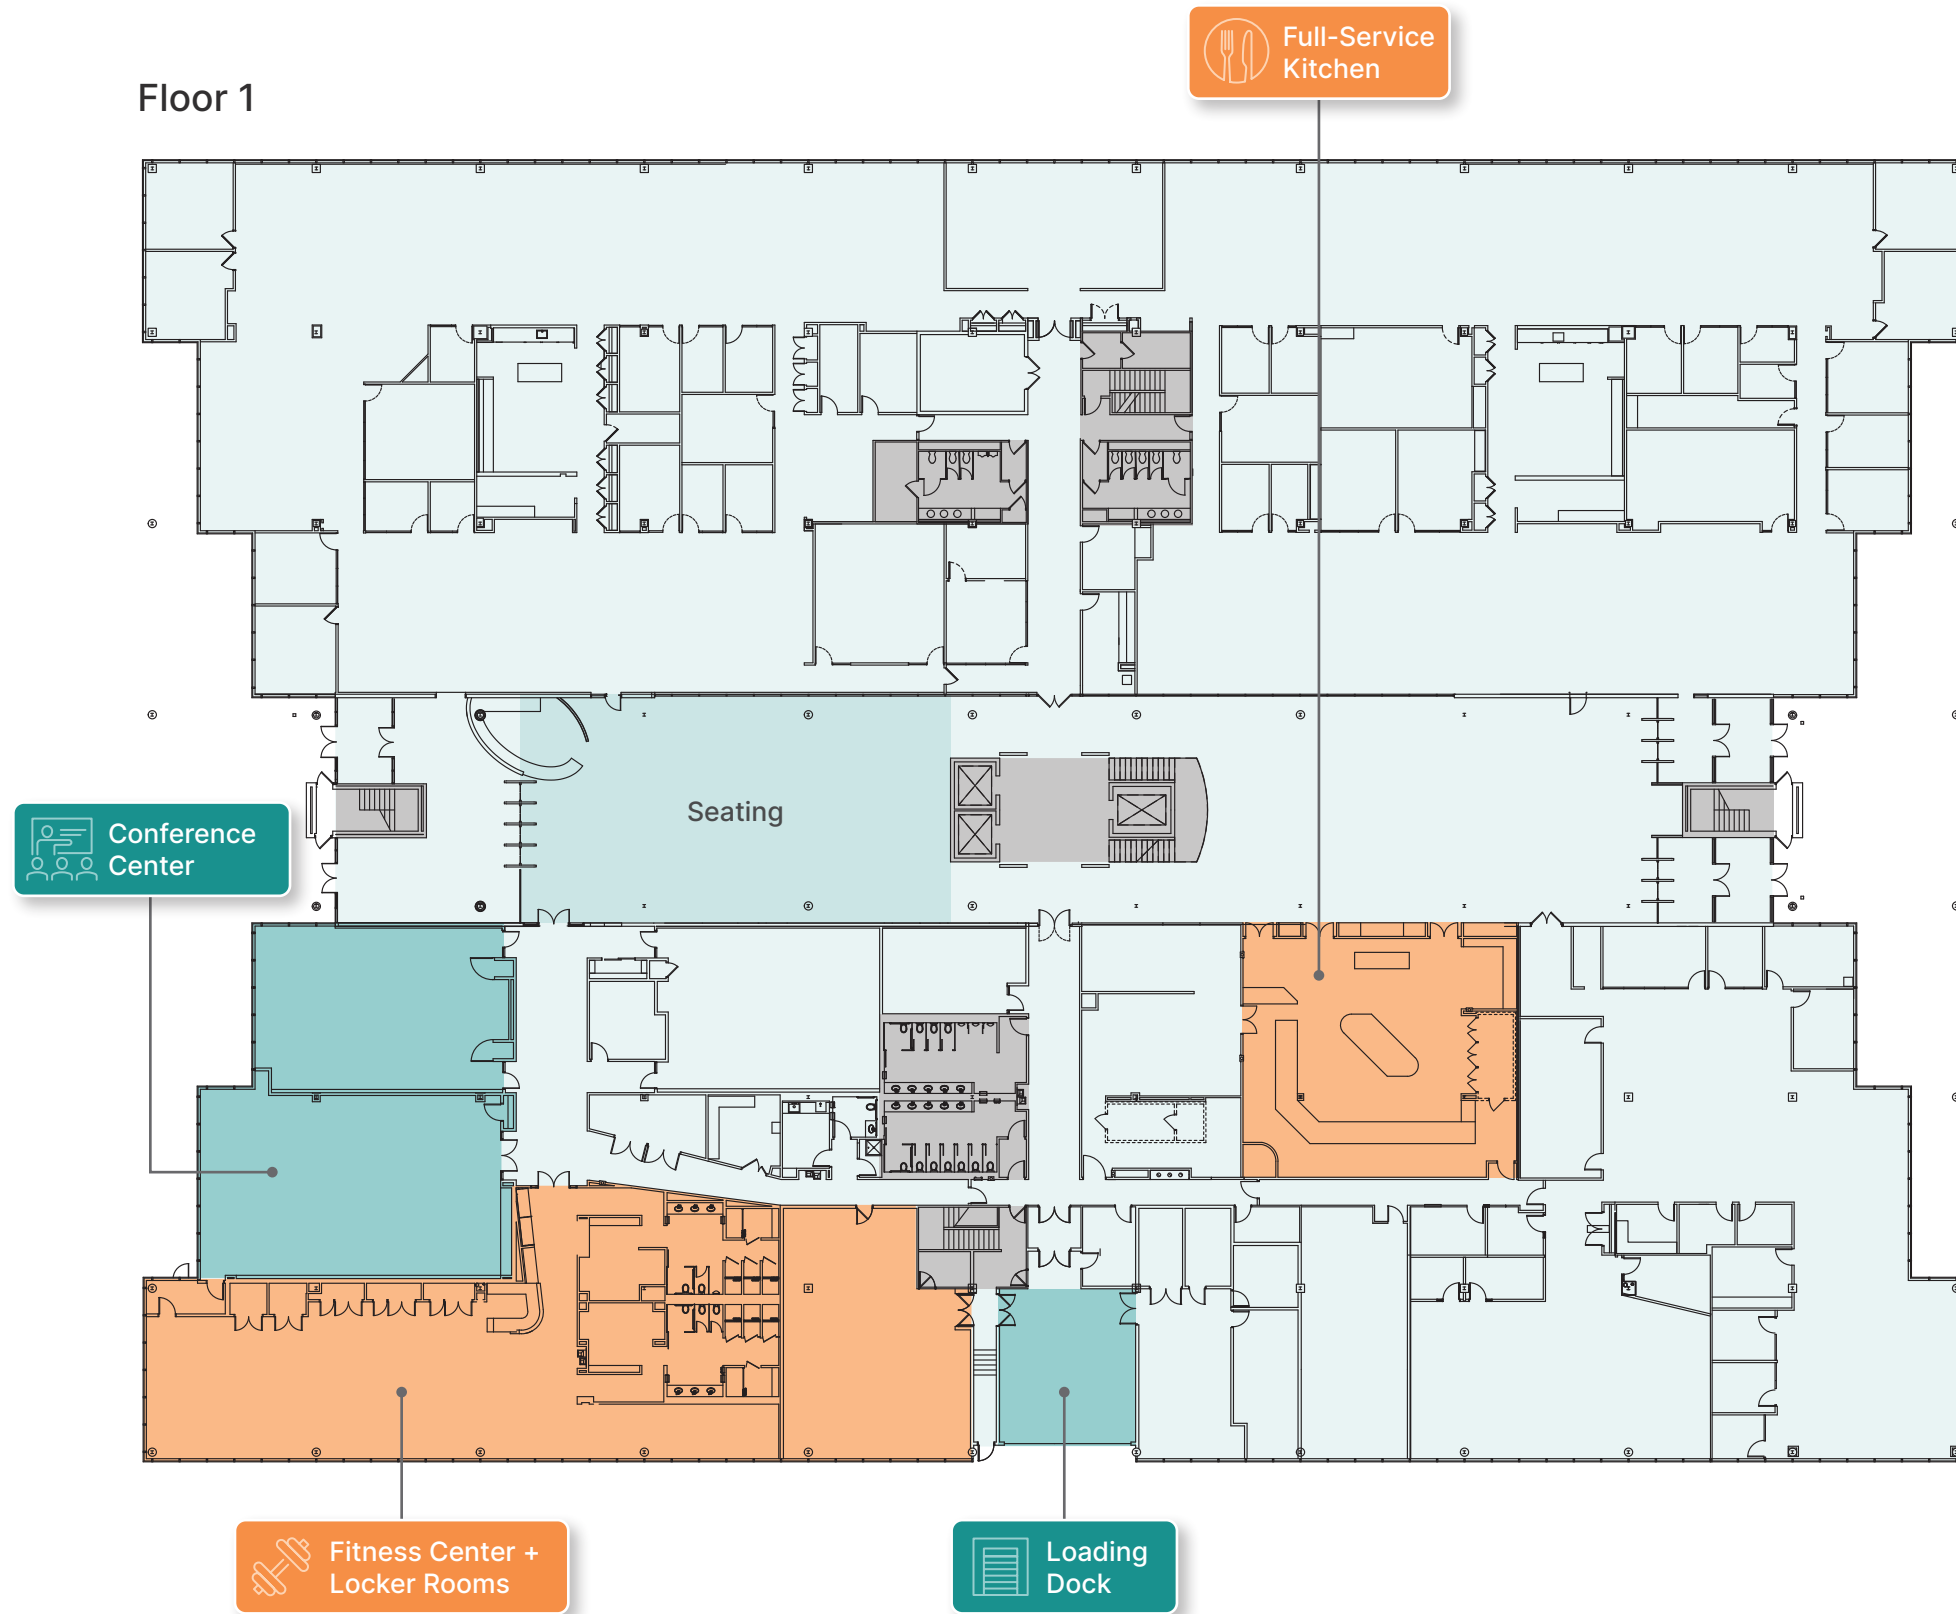 Full-Service
Kitchen
Floor 1
Seating
Conference
Center
Fitness Center +
Locker Rooms
Loading
Dock